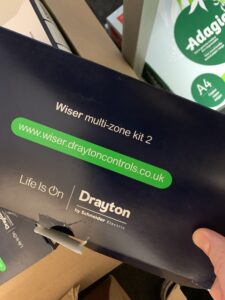 Wiser multi-zone kit 2
www.wiser.draytoncontrols.co.uk
Life Is On
Drayton
by Schneider Electric
Adagio
A4